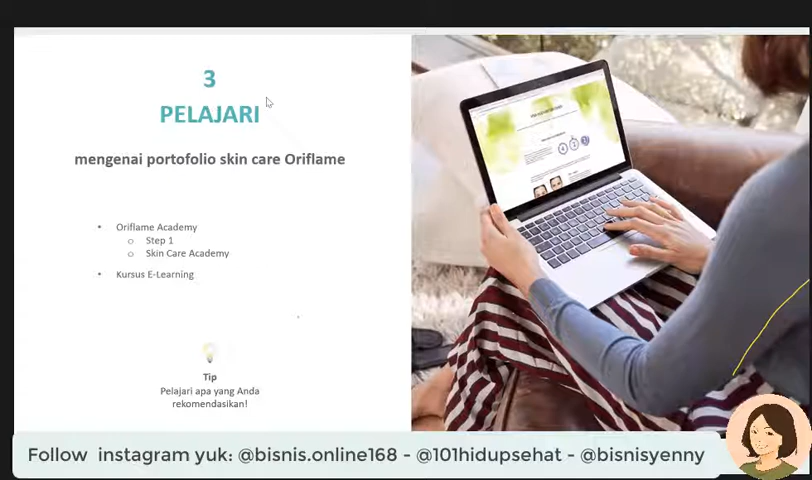 3
PELAJARI
mengenai portofolio skin care Oriflame
• Oriflame Academy
o Step 1
o Skin Care Academy
• Kursus E-Learning
Tip
Pelajari apa yang Anda
rekomendasikan!
Follow instagram yuk: @bisnis.online168 - @101hidupsehat - @bisnisyenny